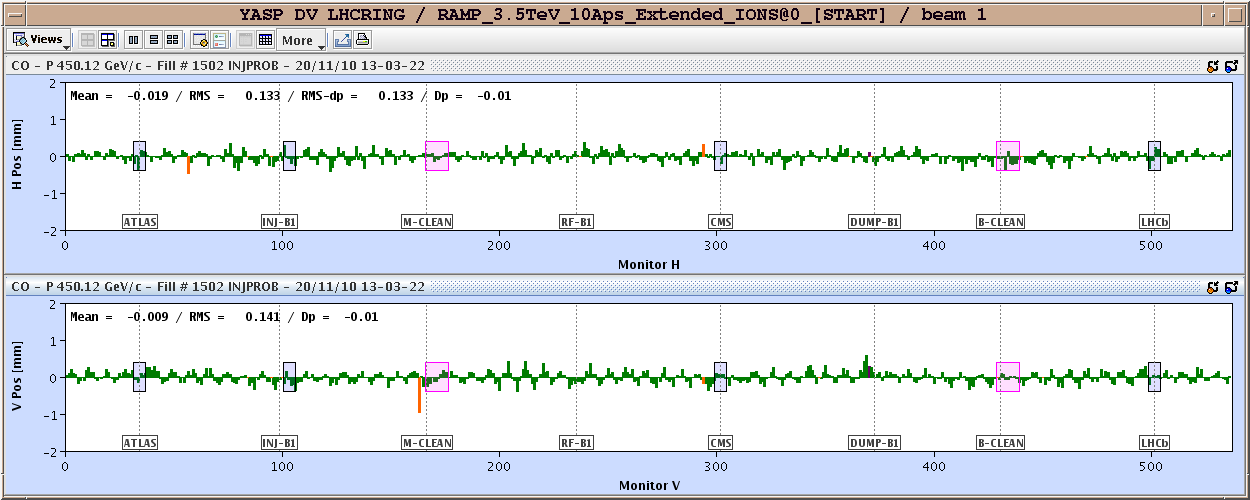 YASP DV LHCRING / RAMP_3.5TeV_10Aps_Extended_IONS@0_[START] / beam 1
Views More
CO - P 450.12 GeV/c - Fill # 1502 INJPROB - 20/11/10 13-03-22
Mean = -0.019 / RMS = 0.133 / RMS-dp = 0.133 / Dp = -0.01
H Pos [mm]
2
1
0
-1
-2
ATLAS INJ-B1 M-CLEAN RF-B1 CMS DUMP-B1 B-CLEAN LHCb
0 100 200 300 400 500
Monitor H
CO - P 450.12 GeV/c - Fill # 1502 INJPROB - 20/11/10 13-03-22
Mean = -0.009 / RMS = 0.141 / Dp = -0.01
V Pos [mm]
2
1
0
-1
-2
ATLAS INJ-B1 M-CLEAN RF-B1 CMS DUMP-B1 B-CLEAN LHCb
0 100 200 300 400 500
Monitor V